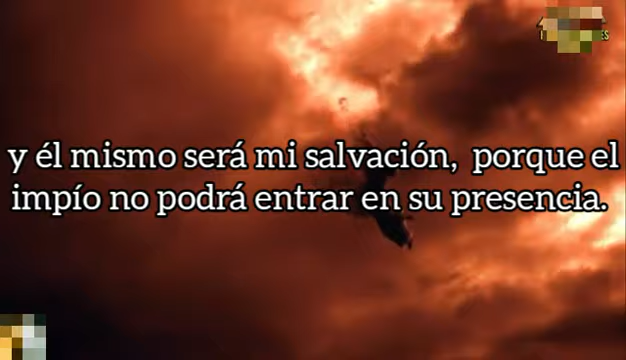 y él mismo será mi salvación, porque el
impío no podrá entrar en su presencia.